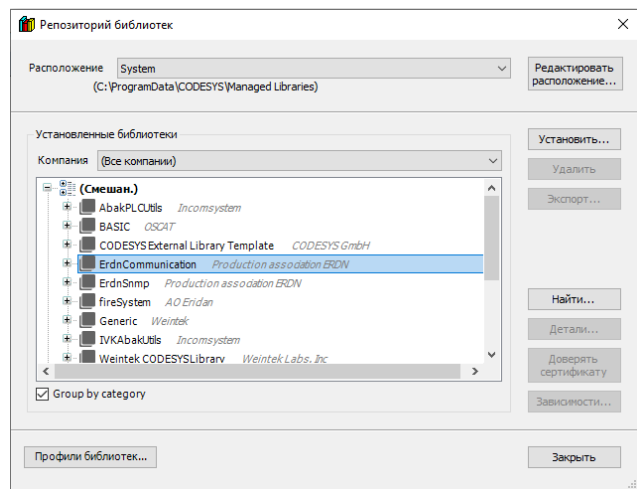 Репозиторий библиотек
Расположение System
(C:\ProgramData\CODESYS\Managed Libraries)
Редактировать
расположение...
Установленные библиотеки
Компания (Все компании)
(Смешан.)
AbakPLCUtils Incomsystem
BASIC OSCAT
CODESYS External Library Template CODESYS GmbH
ErdnCommunication Production assodation ERDN
ErdnSnmp Production assodation ERDN
fireSystem AO Eridan
Generic Weintek
IVKAbakUtils Incomsystem
Weintek CODESYSLibrary Weintek Labs. Inc
Group by category
Установить...
Удалить
Экспорт...
Найти...
Детали...
Доверять
сертификату
Зависимости...
Профили библиотек...
Закрыть